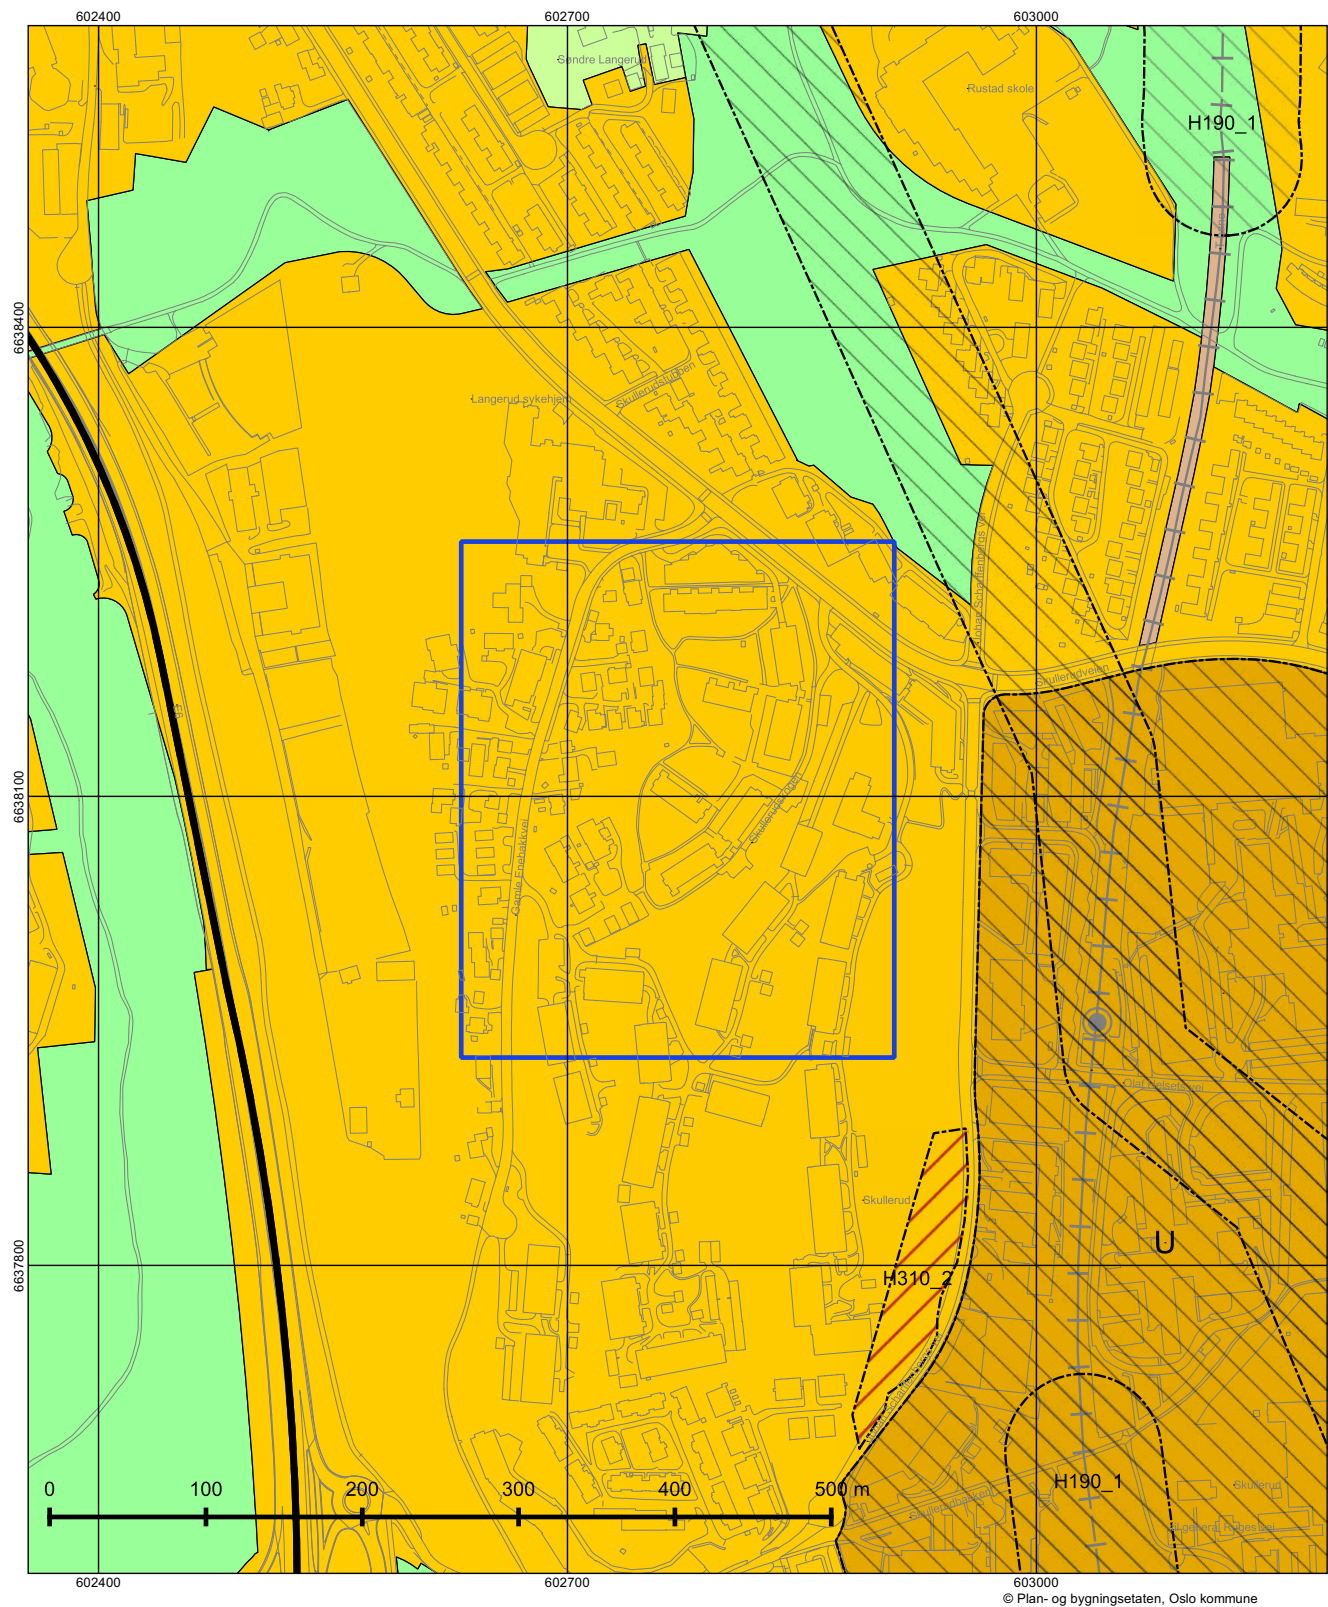 602400
602700
603000
Søndre Langerud
Rustad skole
H190_1
6638400
Skullerudstubben
Langerud sykehjem
Skullerudveien
6638100
Skullerudskogen
Gamle Enebakkvei
Olaf Helsets vei
Skullerud
U
6637800
H310_2
H190_1
0
100
200
300
400
500 m
Skullerud
Skullerudbakken
602400
602700
603000
© Plan- og bygningsetaten, Oslo kommune